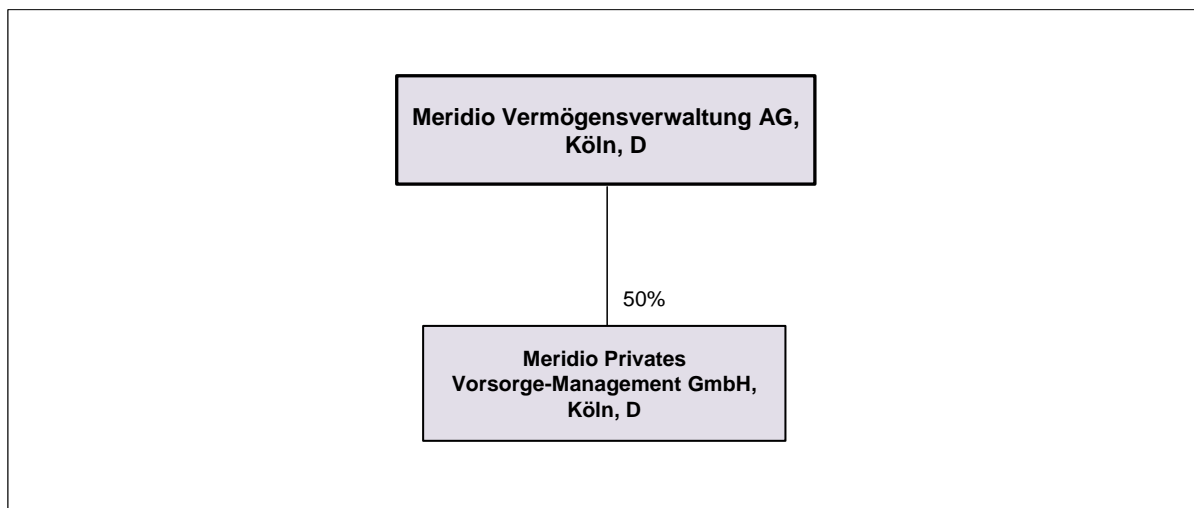 Meridio Vermögensverwaltung AG,
Köln, D
50%
Meridio Privates
Vorsorge-Management GmbH,
Köln, D